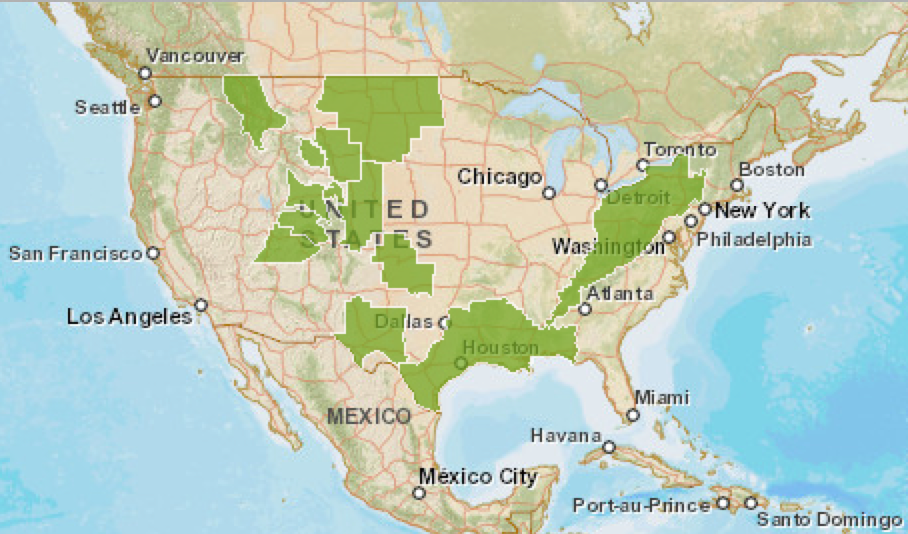 Vancouver
Seattle
Toronto
Boston
Chicago
Detroit
UNITED
STATES
New York
Washington
Philadelphia
San Francisco
Atlanta
Los Angeles
Dallas
Houston
Miami
MEXICO
Havana
México City
Port-au-Prince
Santo Domingo